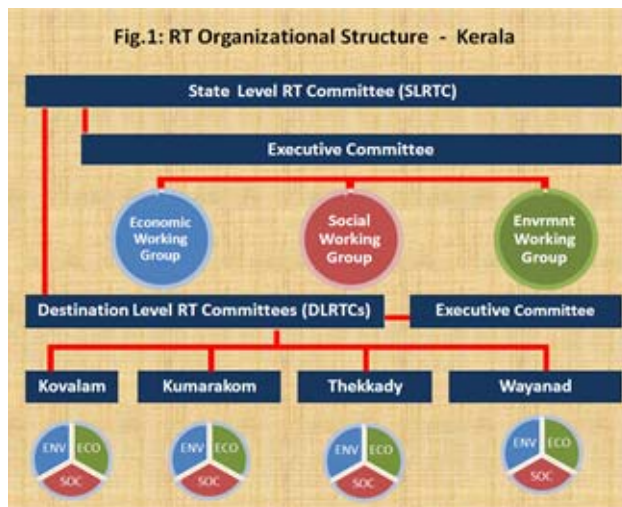 Fig.1: RT Organizational Structure - Kerala
State Level RT Committee (SLRTC)
Executive Committee
Economic
Working
Group
Social
Working
Group
Envrmnt
Working
Group
Destination Level RT Committees (DLRTCs)
Executive Committee
Kovalam
Kumarakom
Thekkady
Wayanad
ENV ECO
SOC
ENV ECO
SOC
ENV ECO
SOC
ENV ECO
SOC